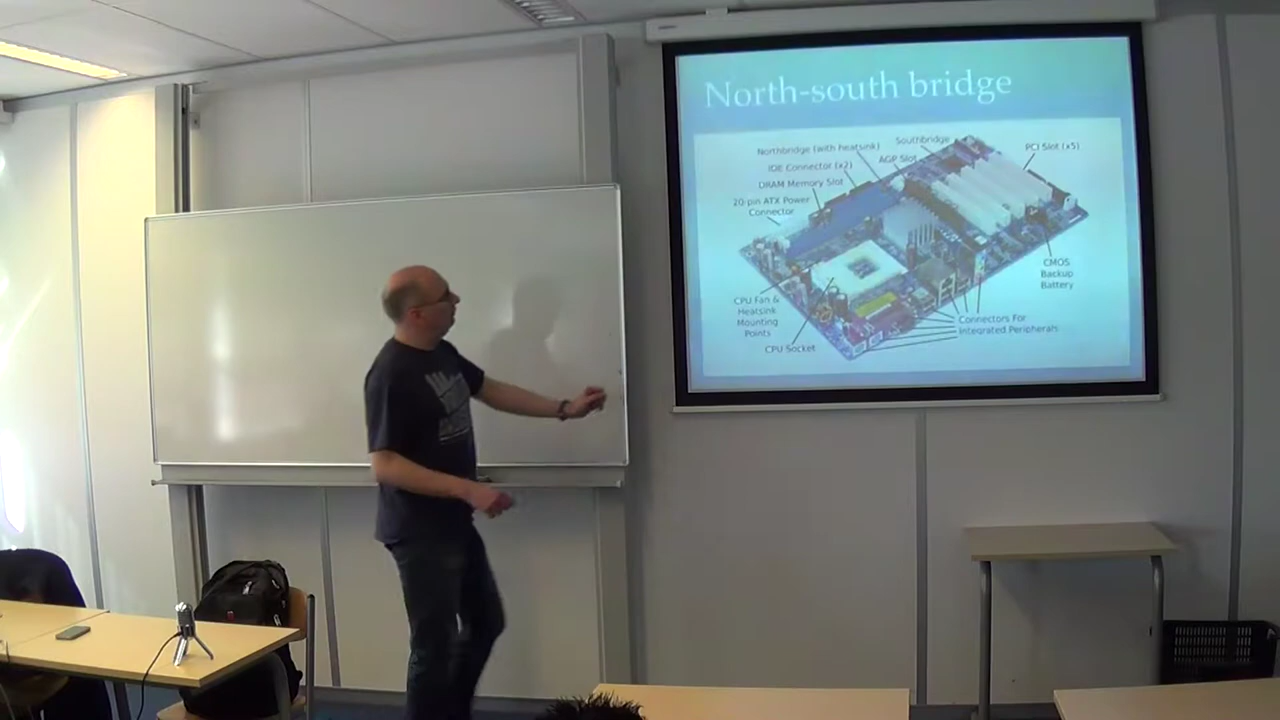 North-south bridge
Southbridge
Northbridge (with heatsink)
PCI Slot (x5)
IDE Connector (x2)
AGP Slot
DRAM Memory Slot
20-pin ATX Power
Connector
CMOS
Backup
Battery
CPU Fan &
Heatsink
Mounting
Points
Connectors For
Integrated Peripherals
CPU Socket